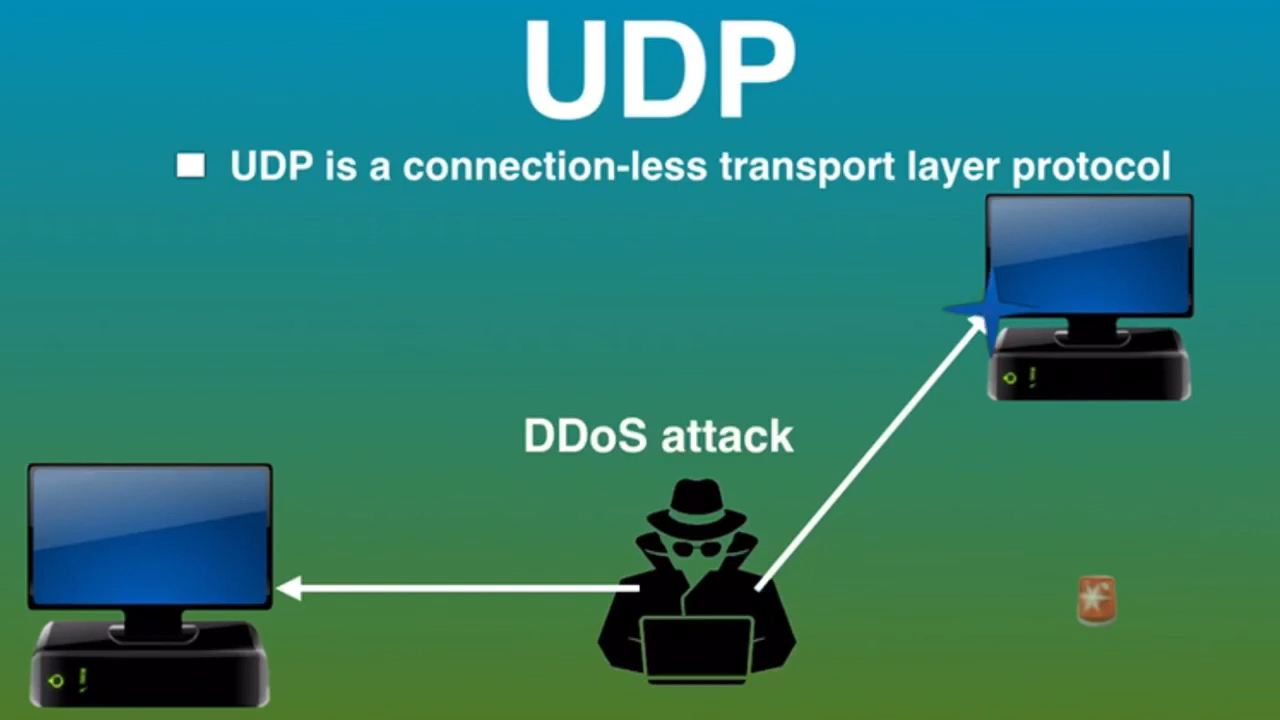 UDP
UDP is a connection-less transport layer protocol
DDoS attack